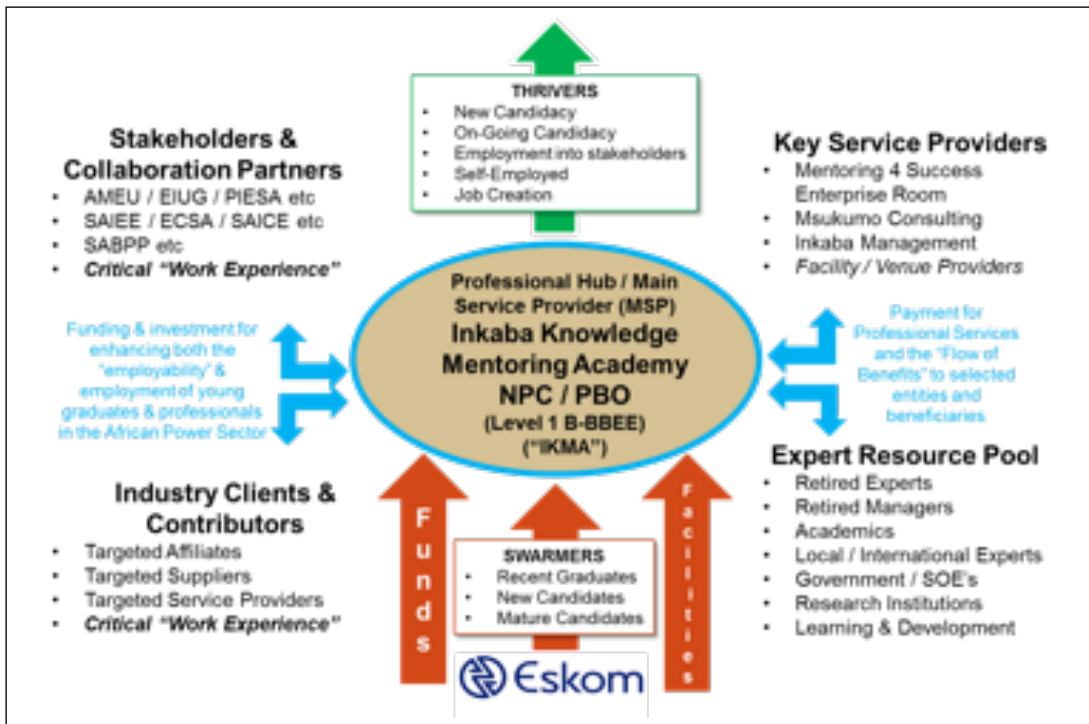 THRIVERS
• New Candidacy
• On-Going Candidacy
• Employment into stakeholders
• Self-Employed
• Job Creation
Stakeholders &
Collaboration Partners
• AMEU / EIUG / PIESA etc
• SAIEE / ECSA / SAICE etc
• SABPP etc
• Critical "Work Experience"
Key Service Providers
• Mentoring 4 Success
Enterprise Room
• Msukumo Consulting
• Inkaba Management
• Facility / Venue Providers
Funding & investment for
enhancing both the
"employability" &
employment of young
graduates & professionals
in the African Power Sector
Professional Hub / Main
Service Provider (MSP)
Inkaba Knowledge
Mentoring Academy
NPC / PBO
(Level 1 B-BBEE)
("IKMA")
Payment for
Professional Services
and the "Flow of
Benefits" to selected
entities and
beneficiaries
Industry Clients &
Contributors
• Targeted Affiliates
• Targeted Suppliers
• Targeted Service Providers
• Critical "Work Experience"
Funds
SWARMERS
• Recent Graduates
• New Candidates
• Mature Candidates
Facilities
Expert Resource Pool
• Retired Experts
• Retired Managers
• Academics
• Local / International Experts
• Government / SOE's
• Research Institutions
• Learning & Development
Eskom